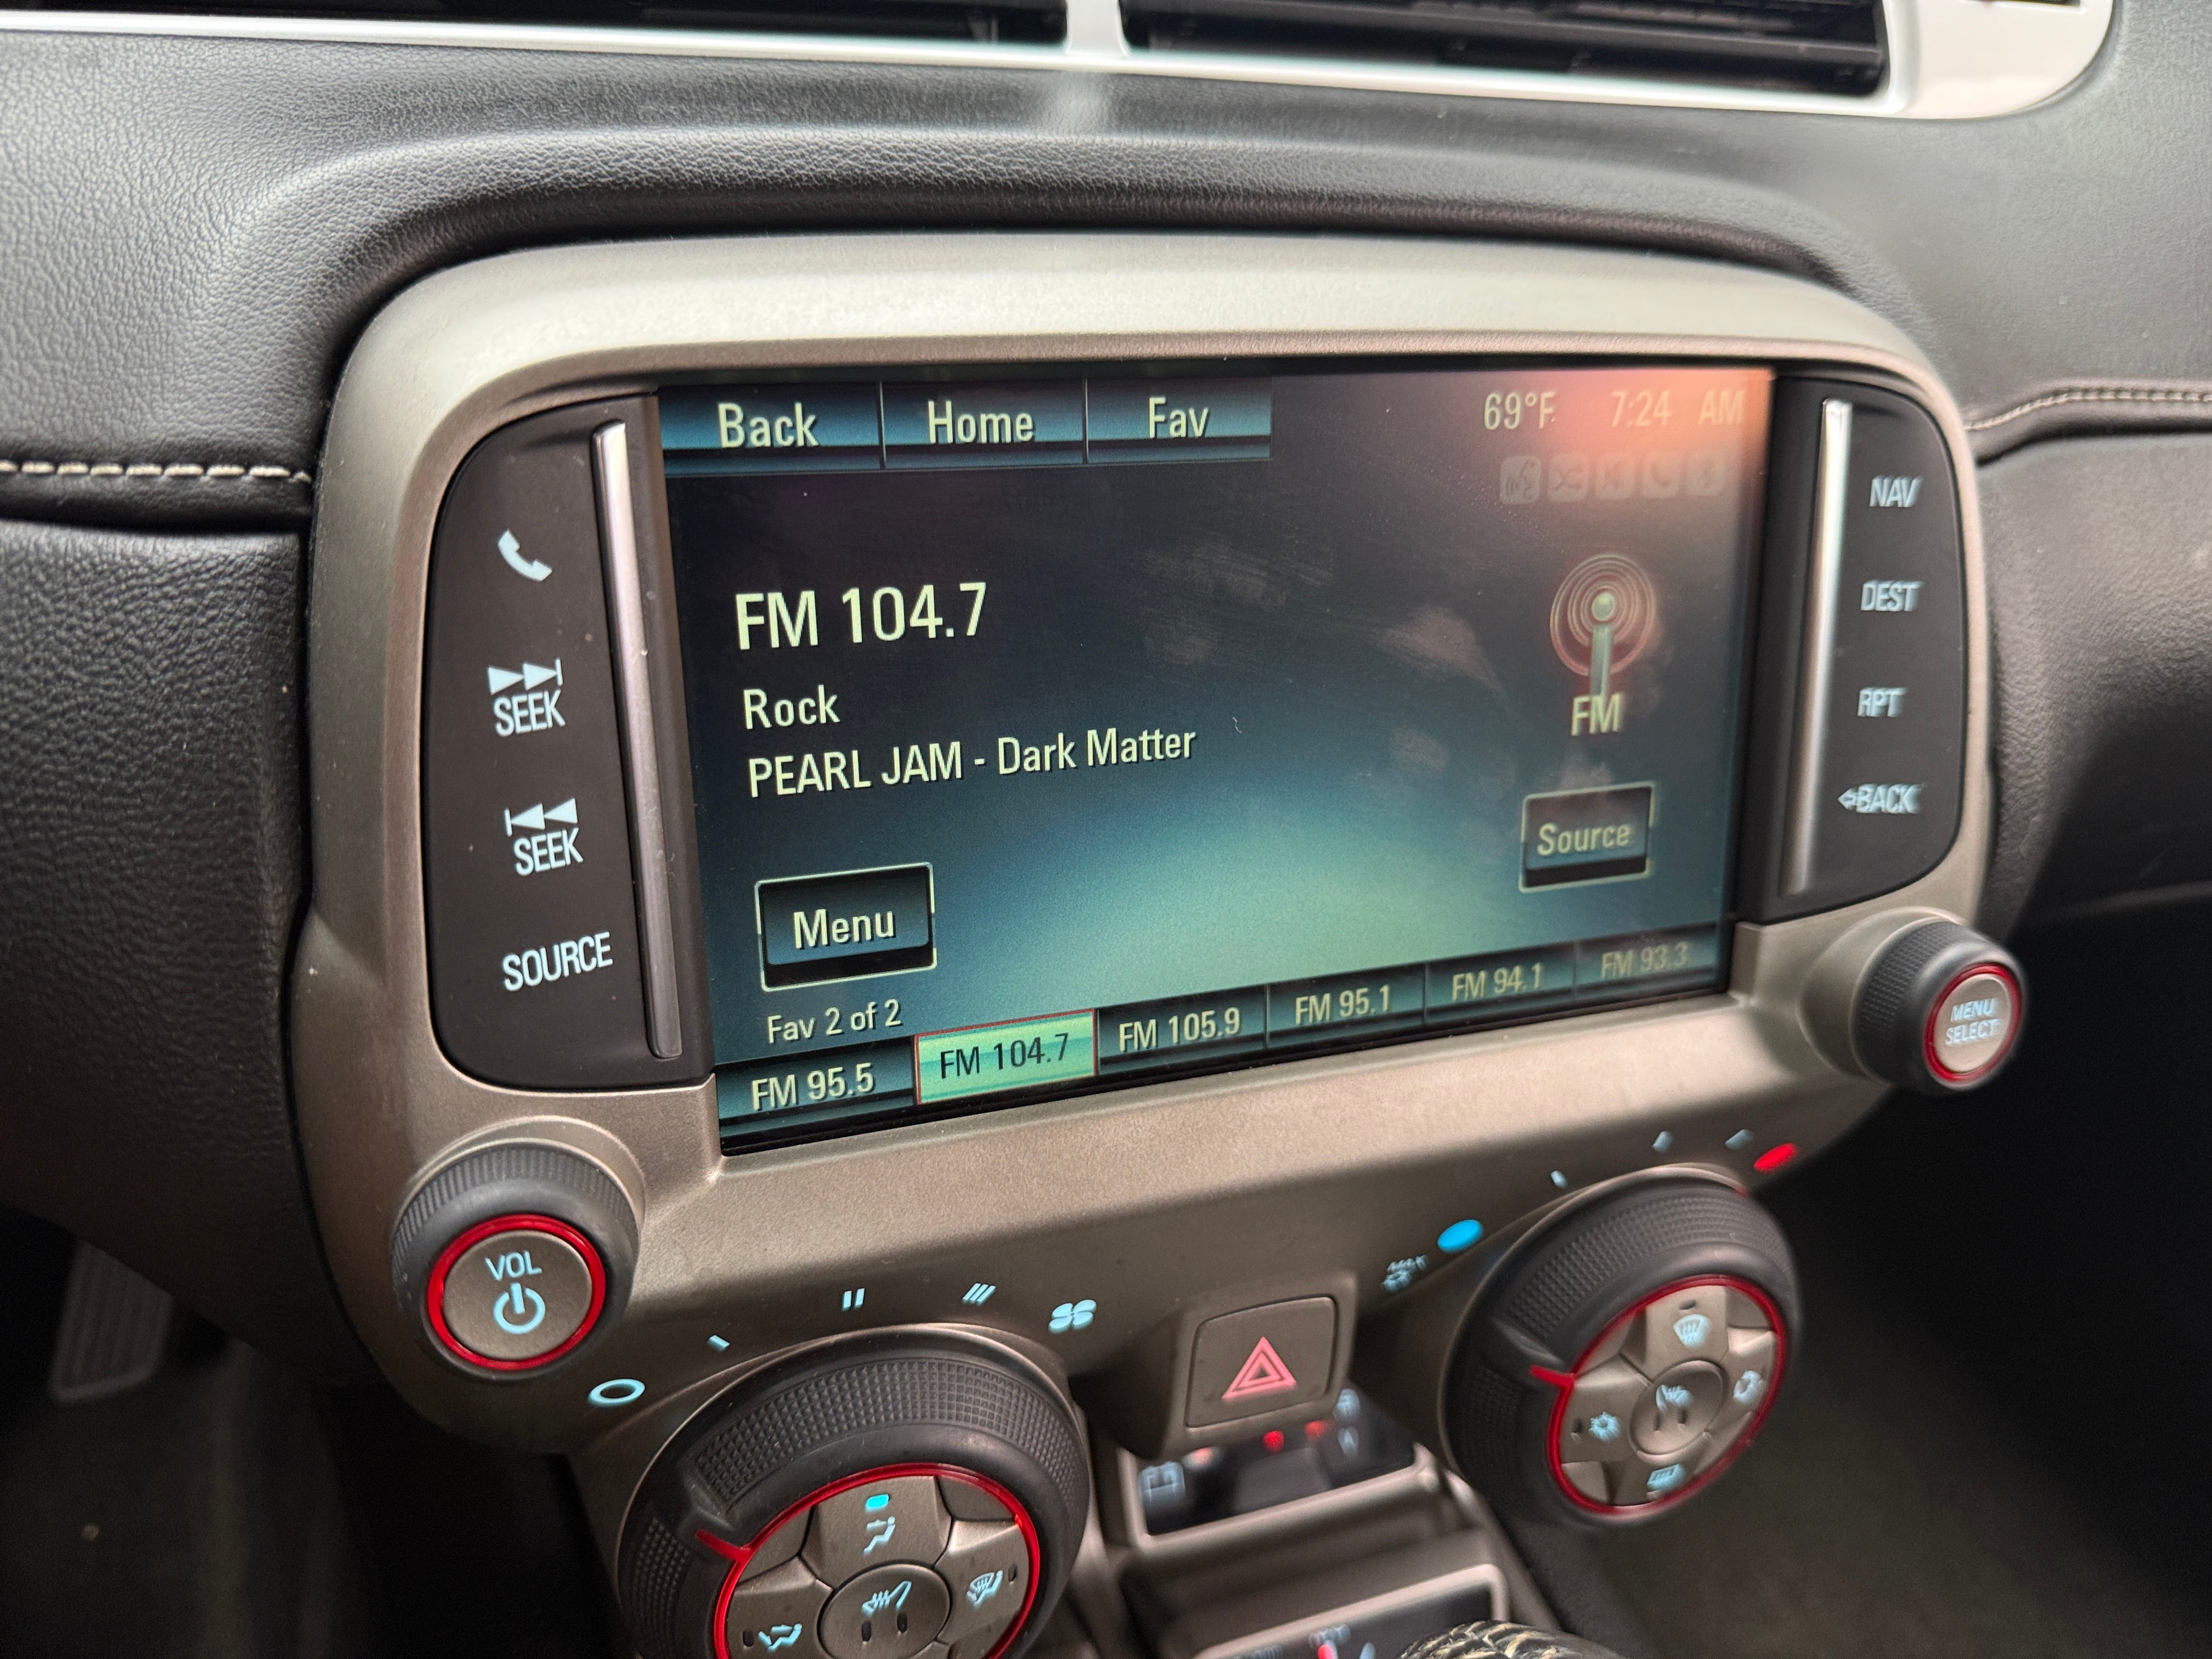 Back Home Fav 69°F 7:24 AM
FM 104.7
Rock
PEARL JAM - Dark Matter
FM
Source
Menu
Fav 2 of 2
FM 95.5 FM 104.7 FM 105.9 FM 95.1 FM 94.1 FM 93.3
SEEK
SEEK
SOURCE
NAV
DEST
RPT
BACK
MENU
SELECT
VOL
MAX